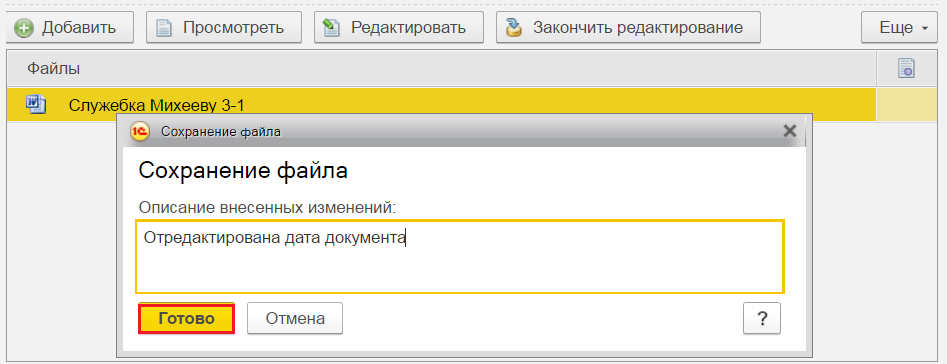 Добавить Просмотреть Редактировать Закончить редактирование Еще
Файлы
Служебка Михееву 3-1
1С Сохранение файла
Сохранение файла
Описание внесенных изменений:
Отредактирована дата документа
Готово Отмена ?